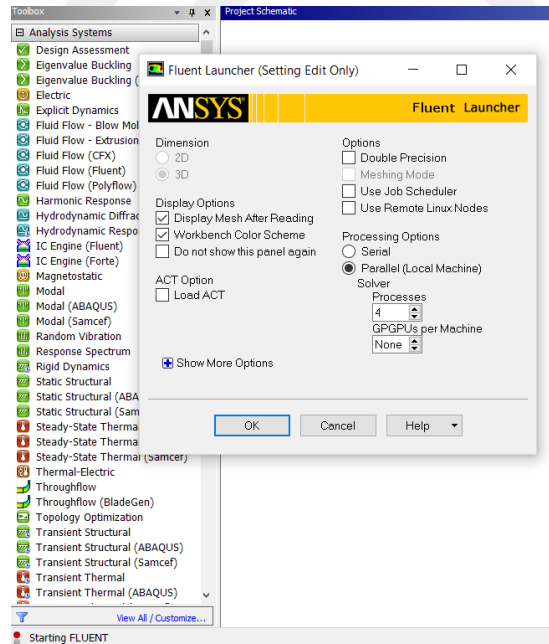 Toolbox
Project Schematic
Analysis Systems
Design Assessment
Eigenvalue Buckling
Eigenvalue Buckling (
Electric
Explicit Dynamics
Fluid Flow - Blow Mol
Fluid Flow - Extrusion
Fluid Flow (CFX)
Fluid Flow (Fluent)
Fluid Flow (Polyflow)
Harmonic Response
Hydrodynamic Diffrac
Hydrodynamic Respo
IC Engine (Fluent)
IC Engine (Forte)
Magnetostatic
Modal
Modal (ABAQUS)
Modal (Samcef)
Random Vibration
Response Spectrum
Rigid Dynamics
Static Structural
Static Structural (ABA
Static Structural (Sam
Steady-State Therma
Steady-State Therma
Steady-State Thermal (Samcef)
Thermal-Electric
Throughflow
Throughflow (BladeGen)
Topology Optimization
Transient Structural
Transient Structural (ABAQUS)
Transient Structural (Samcef)
Transient Thermal
Transient Thermal (ABAQUS)
View All / Customize...
Starting FLUENT
Fluent Launcher (Setting Edit Only)
ANSYS
Fluent Launcher
Dimension
2D
3D
Display Options
Display Mesh After Reading
Workbench Color Scheme
Do not show this panel again
ACT Option
Load ACT
Show More Options
Options
Double Precision
Meshing Mode
Use Job Scheduler
Use Remote Linux Nodes
Processing Options
Serial
Parallel (Local Machine)
Solver
Processes
4
GPGPUs per Machine
None
OK
Cancel
Help